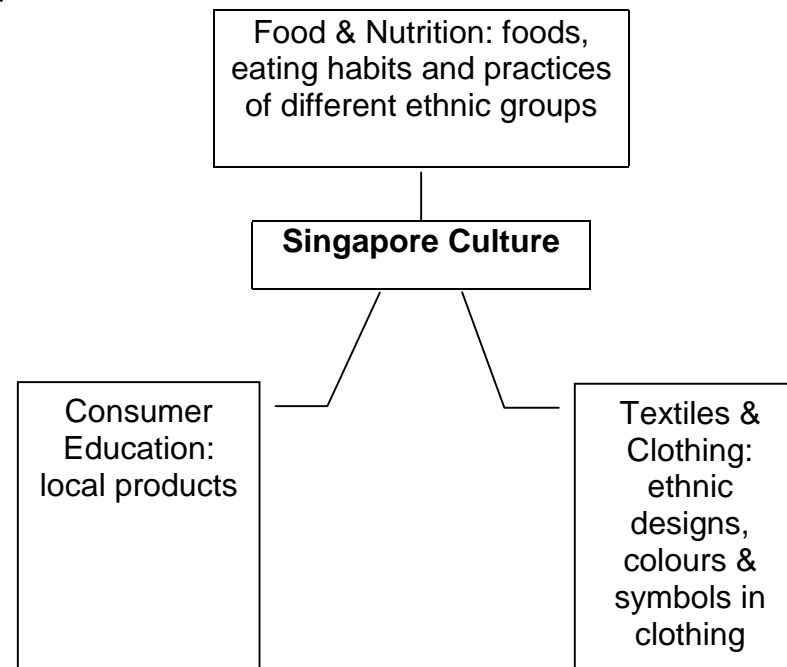 Food & Nutrition: foods,
eating habits and practices
of different ethnic groups
Singapore Culture
Consumer
Education:
local products
Textiles &
Clothing:
ethnic
designs,
colours &
symbols in
clothing